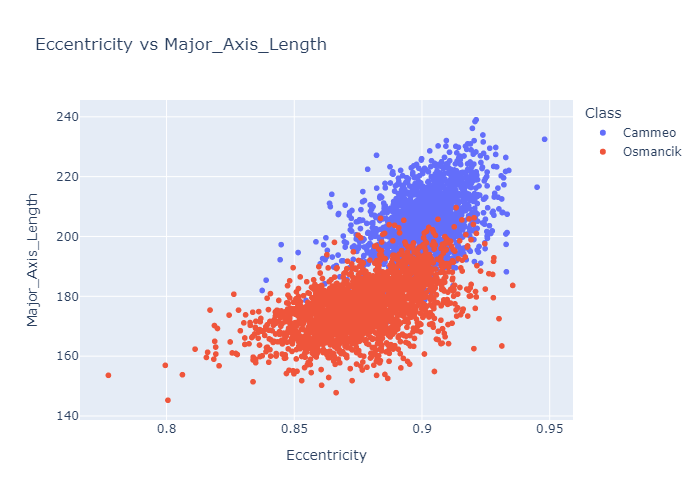 Eccentricity vs Major_Axis_Length
Class
Cammeo
Osmancik
Major_Axis_Length
240
220
200
180
160
140
0.8
0.85
0.9
0.95
Eccentricity